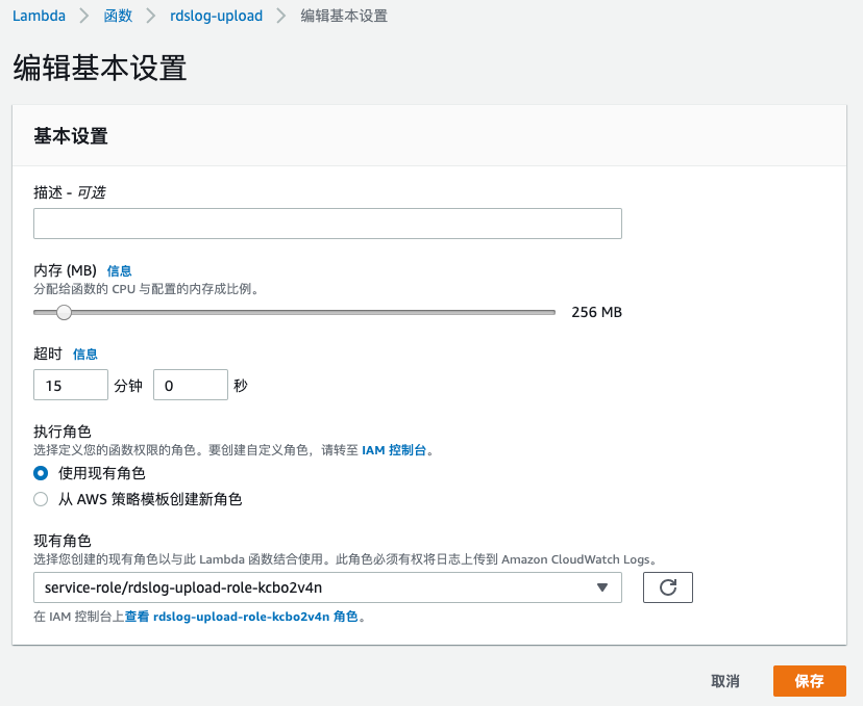 Lambda > 函数 > rdslog-upload > 编辑基本设置
编辑基本设置
基本设置
描述 - 可选
内存 (MB) 信息
分配给函数的 CPU 与配置的内存成比例。
256 MB
超时 信息
15 分钟 0 秒
执行角色
选择定义您的函数权限的角色。要创建自定义角色，请转至 IAM 控制台。
使用现有角色
从 AWS 策略模板创建新角色
现有角色
选择您创建的现有角色以与此 Lambda 函数结合使用。此角色必须有权将日志上传到 Amazon CloudWatch Logs。
service-role/rdslog-upload-role-kcbo2v4n
在 IAM 控制台上查看 rdslog-upload-role-kcbo2v4n 角色。
取消 保存